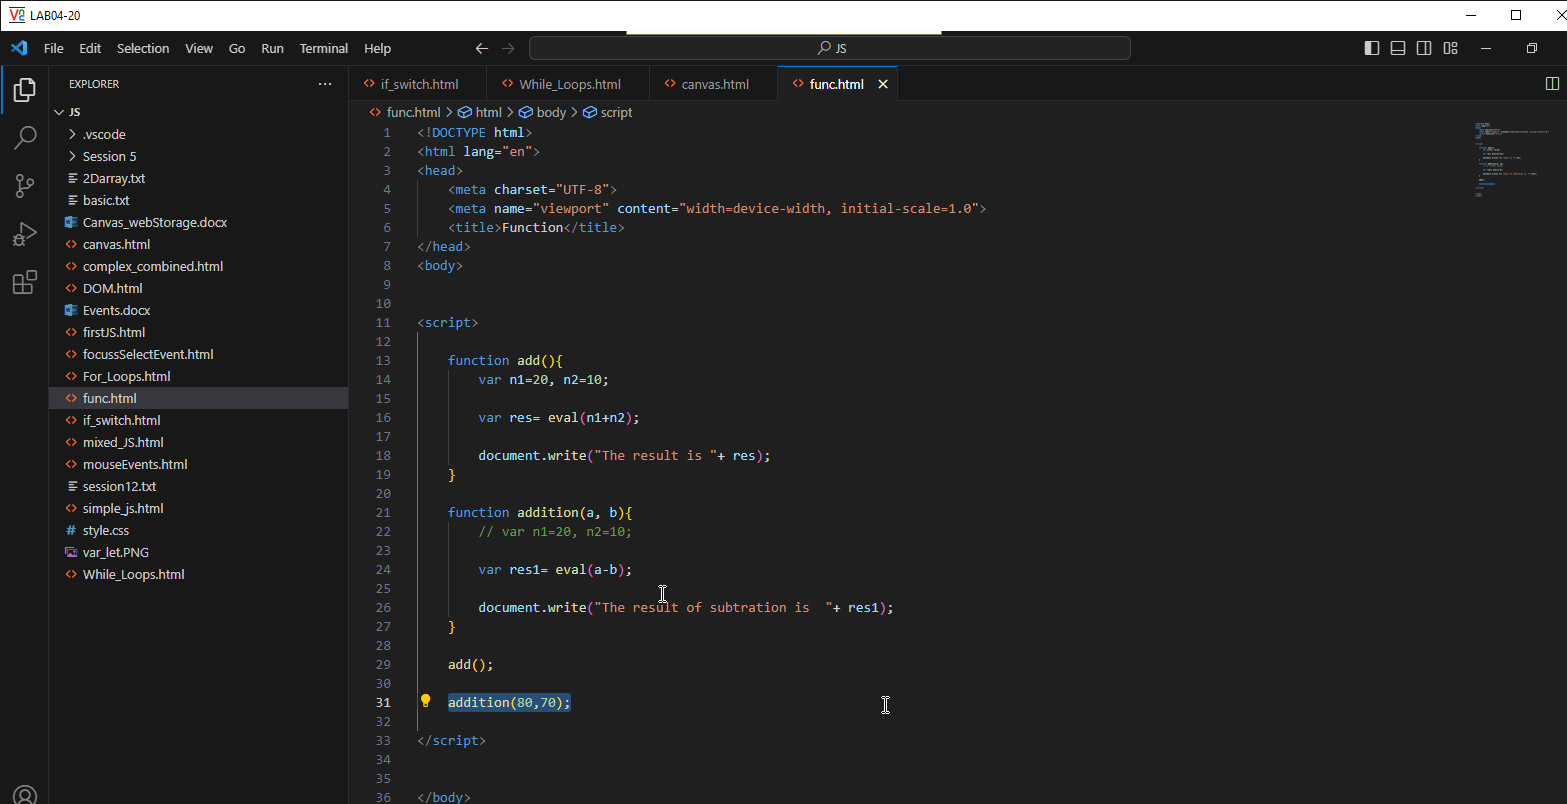 LAB04-20
File Edit Selection View Go Run Terminal Help
JS
EXPLORER
JS
.vscode
Session 5
2Darray.txt
basic.txt
Canvas_webStorage.docx
canvas.html
complex_combined.html
DOM.html
Events.docx
firstJS.html
focussSelectEvent.html
For_Loops.html
func.html
if_switch.html
mixed_JS.html
mouseEvents.html
session12.txt
simple_js.html
style.css
var_let.PNG
While_Loops.html
if_switch.html While_Loops.html canvas.html func.html
func.html > html > body > script
1 <!DOCTYPE html>
2 <html lang="en">
3 <head>
4     <meta charset="UTF-8">
5     <meta name="viewport" content="width=device-width, initial-scale=1.0">
6     <title>Function</title>
7 </head>
8 <body>
9
10
11 <script>
12
13     function add(){
14         var n1=20, n2=10;
15
16         var res= eval(n1+n2);
17
18         document.write("The result is "+ res);
19     }
20
21     function addition(a, b){
22         // var n1=20, n2=10;
23
24         var res1= eval(a-b);
25
26         document.write("The result of subtration is  "+ res1);
27     }
28
29     add();
30
31     addition(80,70);
32
33 </script>
34
35
36 </body>